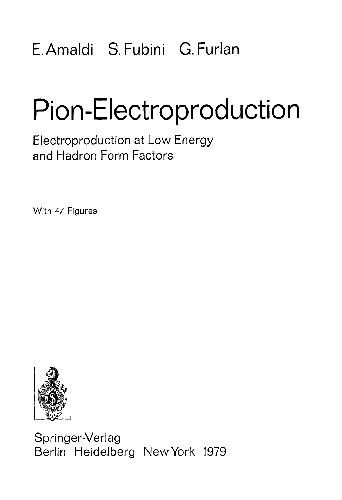 E. Amaldi S. Fubini G. Furlan
Pion-Electroproduction
Electroproduction at Low Energy
and Hadron Form Factors
With 47 Figures
Springer-Verlag
Berlin Heidelberg New York 1979